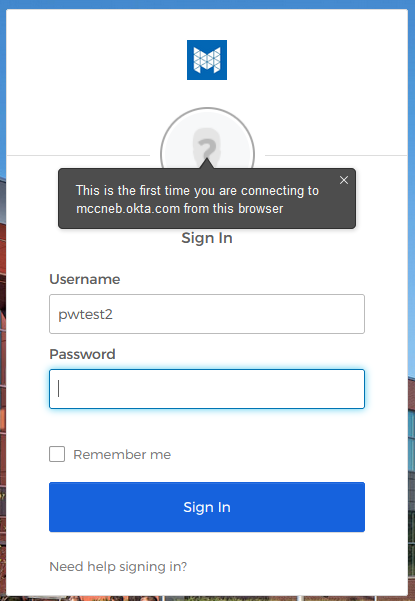 This is the first time you are connecting to
mccneb.okta.com from this browser
Sign In
Username
pwtest2
Password
Remember me
Sign In
Need help signing in?